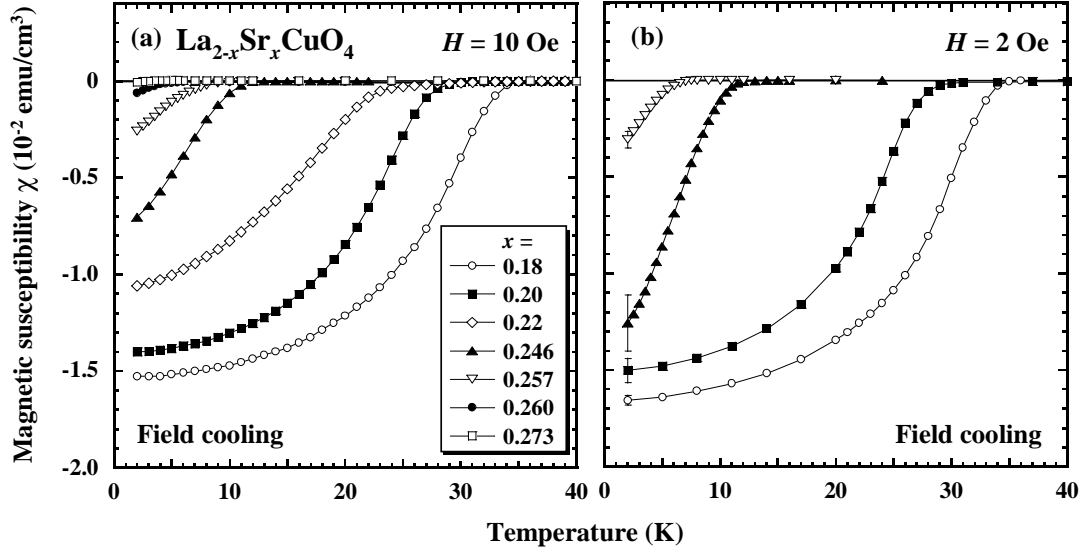 (a) La2-xSrxCuO4
H = 10 Oe
(b)
H = 2 Oe
Magnetic susceptibility χ (10-2 emu/cm3)
0
-0.5
-1.0
-1.5
-2.0
x =
0.18
0.20
0.22
0.246
0.257
0.260
0.273
Field cooling
Field cooling
0 10 20 30 40
0 10 20 30 40
Temperature (K)